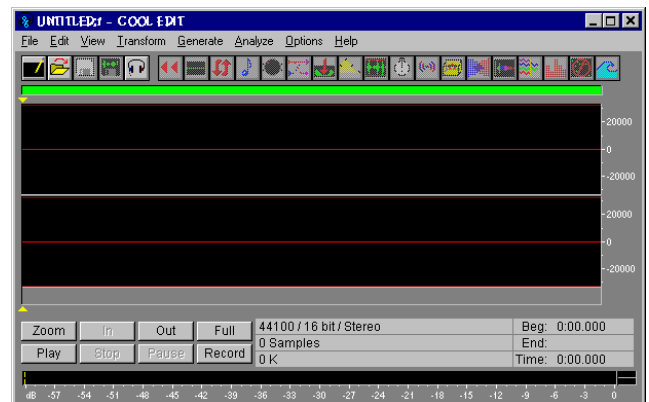 UNTITLED;1 - COOL EDIT
File Edit View Transform Generate Analyze Options Help
20000
0
-20000
20000
0
-20000
Zoom In Out Full 44100 / 16 bit / Stereo Beg: 0:00.000
0 Samples End:
Play Stop Pause Record 0 K Time: 0:00.000
dB -57 -54 -51 -48 -45 -42 -39 -36 -33 -30 -27 -24 -21 -18 -15 -12 -9 -6 -3 0